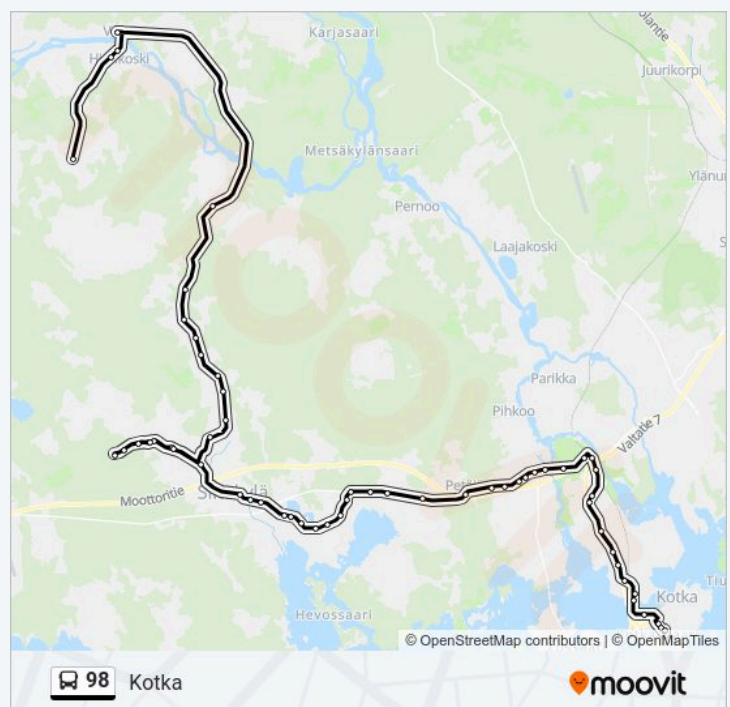 Karjasaari
Juurikorpi
Metsäkylänsaari
Pernoo
Laajakoski
Parikka
Pihkoo
Valtatie 7
Moottoritie
Kotka
Hevossaari
© OpenStreetMap contributors | © OpenMapTiles
98 Kotka
moovit